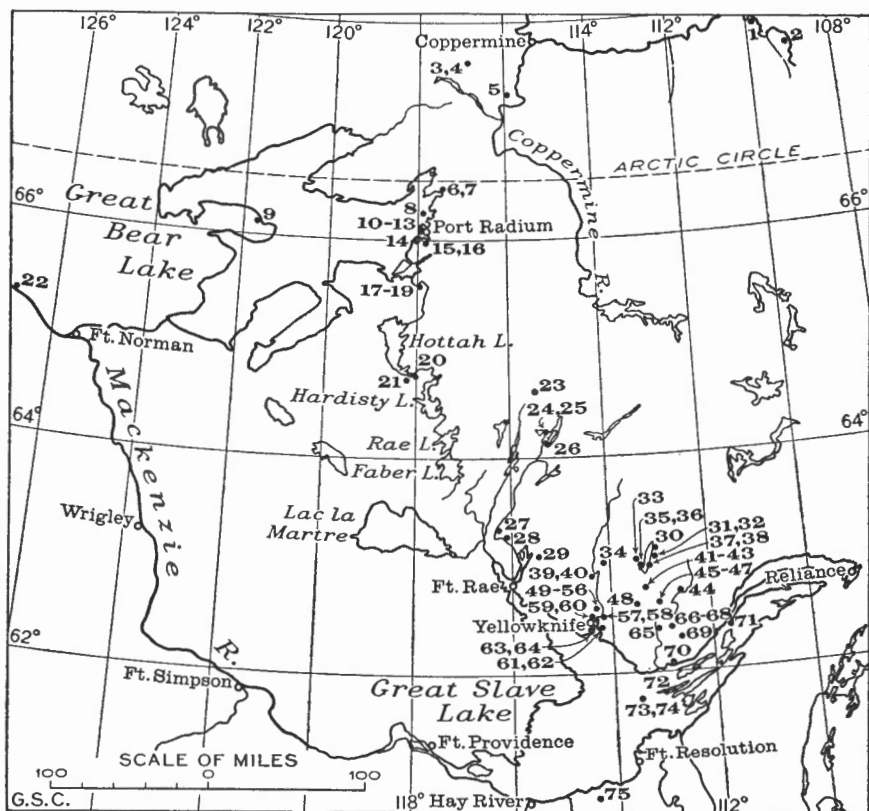 126° 124° 122° 120° 118° 116° 114° 112° 110° 108°
Coppermine
1 2
3,4
5
Coppermine R.
ARCTIC CIRCLE
66° 66°
Great Bear Lake
6,7
8
9
10-13
Port Radium
14
15,16
17-19
22
Ft. Norman
Hottah L.
20
21
Hardisty L.
23
24,25
26
64° 64°
Rae L.
Faber L.
Mackenzie R.
Wrigley
Lac la
Martre
27
28
29
33
35,36
30
31,32
37,38
34
41-43
45-47
39,40
44
Reliance
Ft. Rae
49-56
48
59,60
57,58
66-68
Yellowknife
65
69
71
63,64
61,62
70
62° 62°
Ft. Simpson
Great Slave
Lake
72
73,74
SCALE OF MILES
100 0 100
Ft. Providence
Ft. Resolution
G.S.C.
118°
Hay River
75
112°